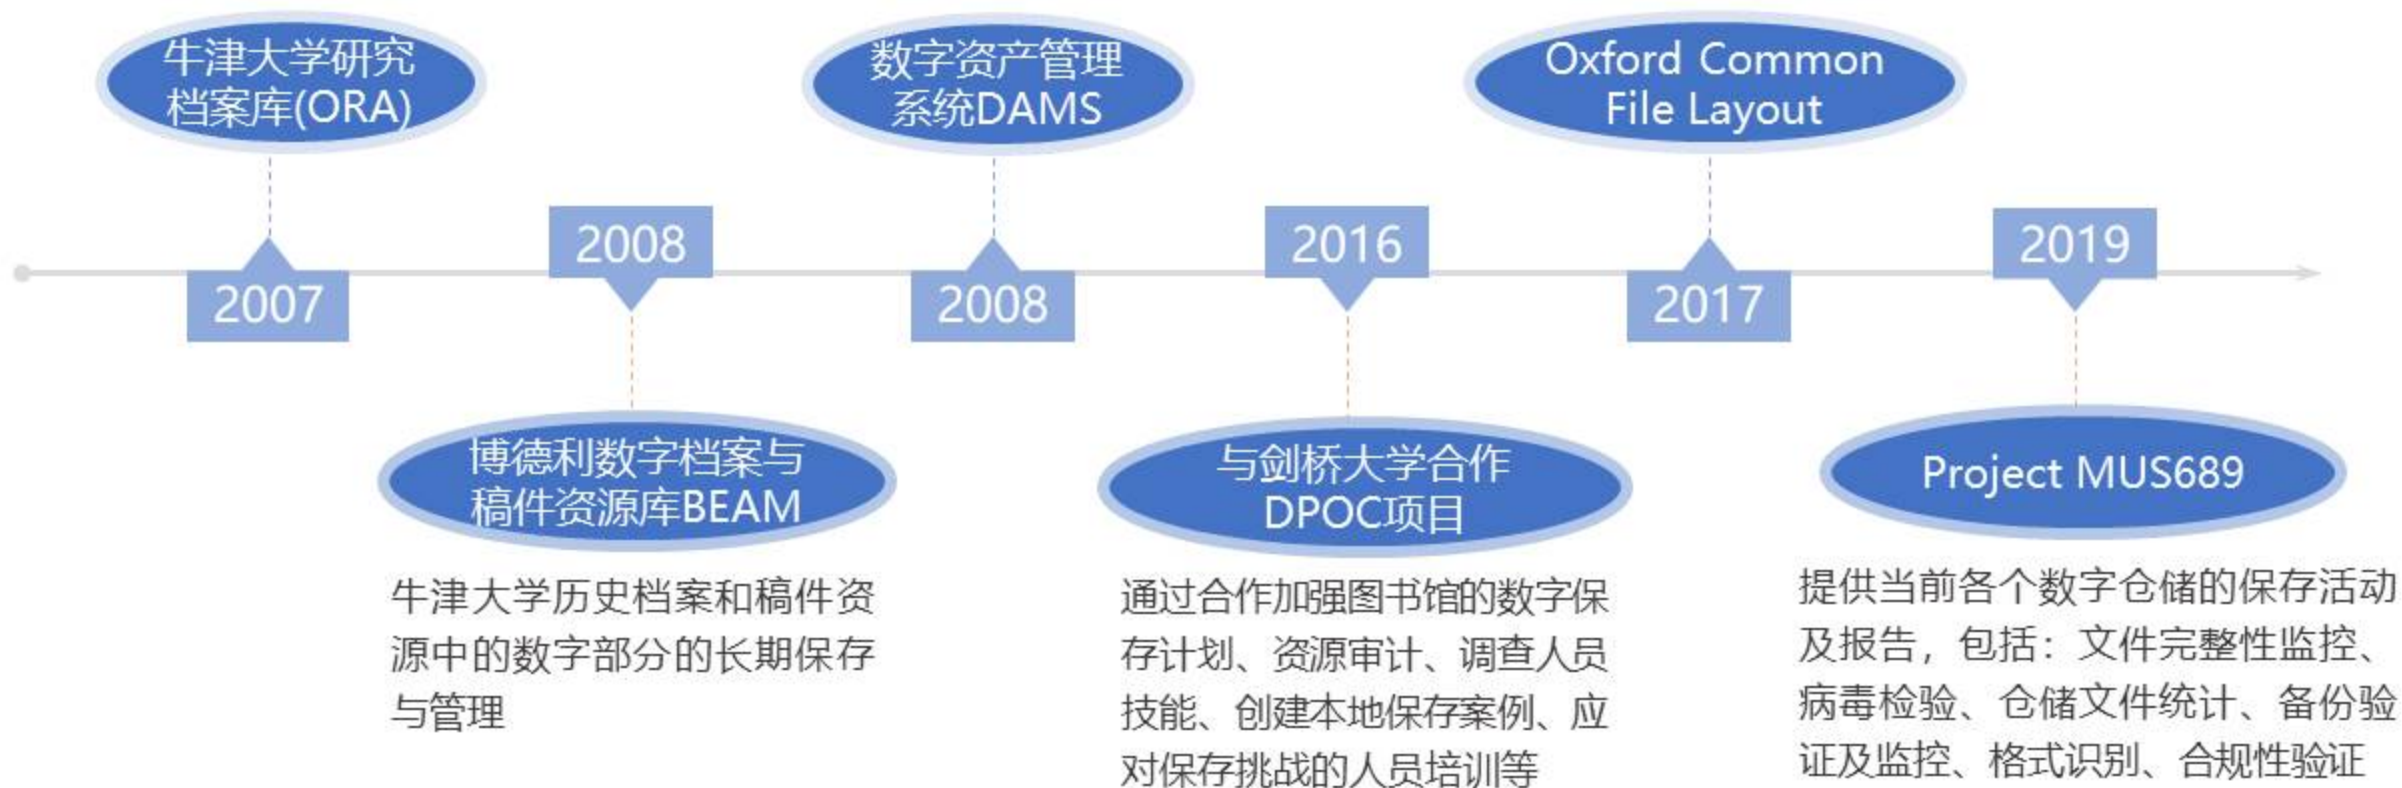 牛津大学研究
档案库(ORA)
数字资产管理
系统DAMS
Oxford Common
File Layout
2008
2016
2019
2007
2008
2017
博德利数字档案与
稿件资源库BEAM
与剑桥大学合作
DPOC项目
Project MUS689
牛津大学历史档案和稿件资
源中的数字部分的长期保存
与管理
通过合作加强图书馆的数字保
存计划、资源审计、调查人员
技能、创建本地保存案例、应
对保存挑战的人员培训等
提供当前各个数字仓储的保存活动
及报告，包括：文件完整性监控、
病毒检验、仓储文件统计、备份验
证及监控、格式识别、合规性验证